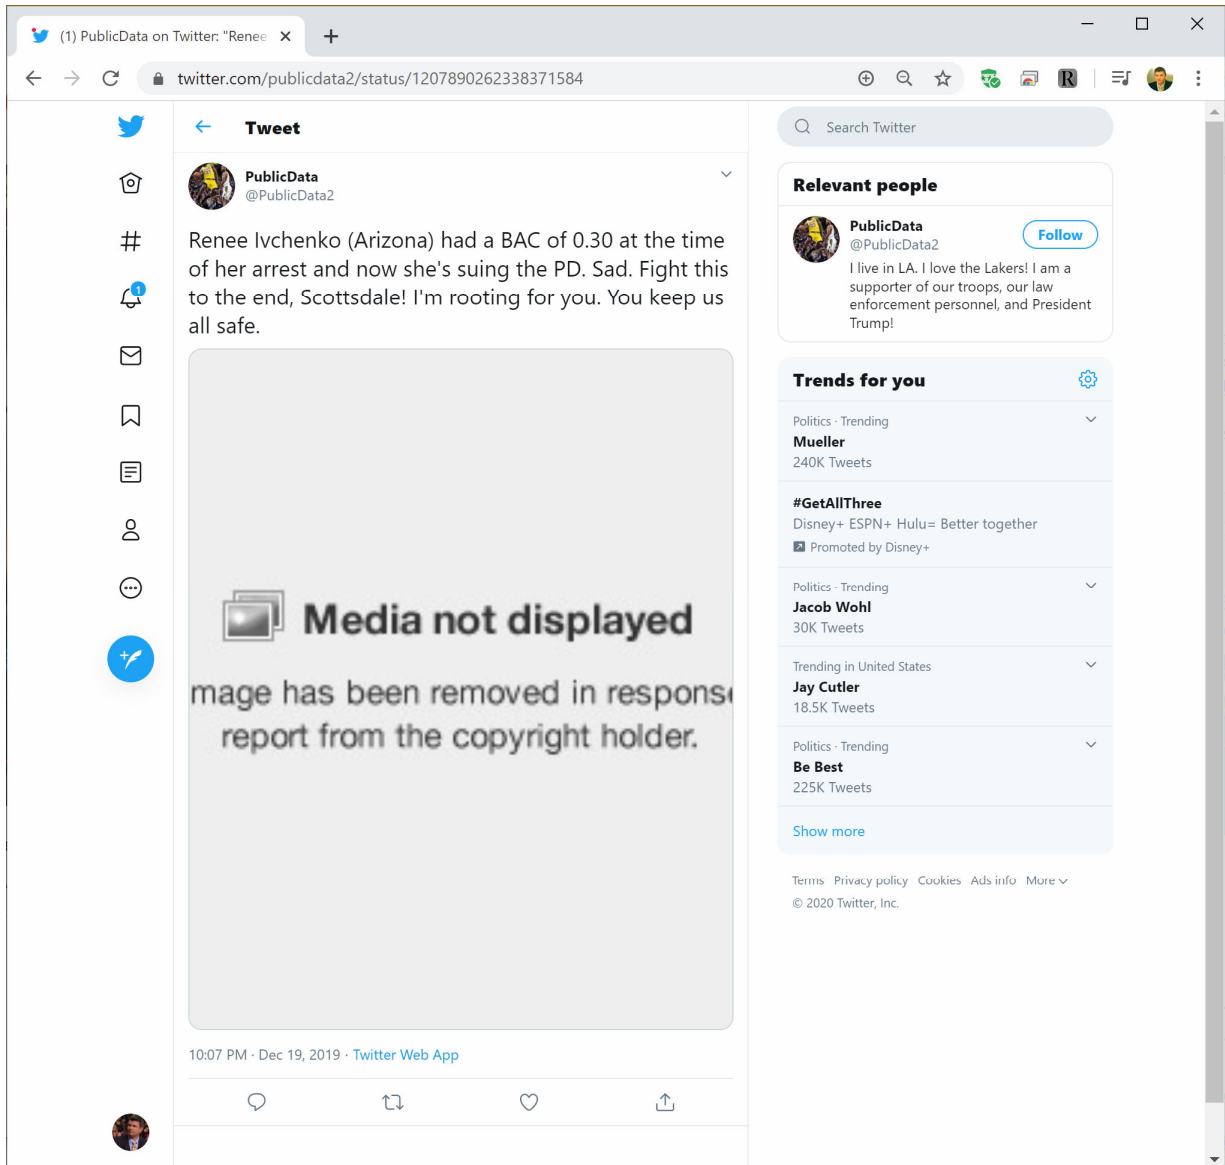 (1) PublicData on Twitter: "Renee
twitter.com/publicdata2/status/1207890262338371584
R
Tweet
PublicData
@PublicData2
Renee Ivchenko (Arizona) had a BAC of 0.30 at the time
of her arrest and now she's suing the PD. Sad. Fight this
to the end, Scottsdale! I'm rooting for you. You keep us
all safe.
1
Media not displayed
mage has been removed in respons
report from the copyright holder.
10:07 PM · Dec 19, 2019 · Twitter Web App
Search Twitter
Relevant people
PublicData
@PublicData2
Follow
I live in LA. I love the Lakers! I am a
supporter of our troops, our law
enforcement personnel, and President
Trump!
Trends for you
Politics · Trending
Mueller
240K Tweets
#GetAllThree
Disney+ ESPN+ Hulu= Better together
Promoted by Disney+
Politics · Trending
Jacob Wohl
30K Tweets
Trending in United States
Jay Cutler
18.5K Tweets
Politics · Trending
Be Best
225K Tweets
Show more
Terms Privacy policy Cookies Ads info More
© 2020 Twitter, Inc.